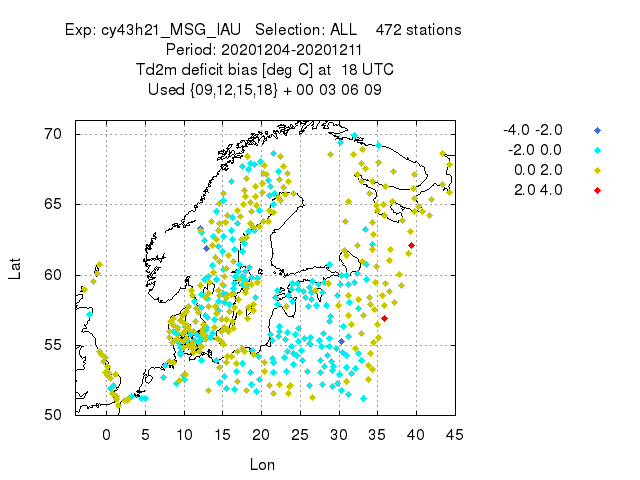 Exp: cy43h21_MSG_IAU   Selection: ALL    472 stations
Period: 20201204-20201211
Td2m deficit bias [deg C] at  18 UTC
Used {09,12,15,18} + 00 03 06 09
-4.0 -2.0
-2.0 0.0
0.0 2.0
2.0 4.0
70
65
60
55
50
Lat
0 5 10 15 20 25 30 35 40 45
Lon